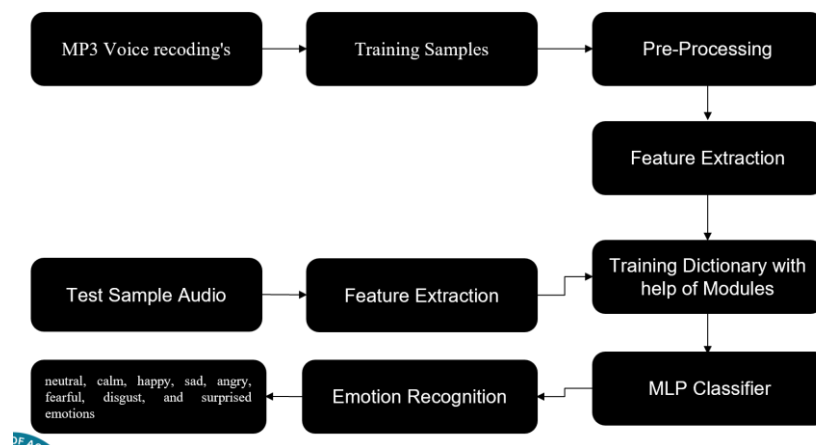 MP3 Voice recoding's
Training Samples
Pre-Processing
Feature Extraction
Training Dictionary with
help of Modules
Test Sample Audio
Feature Extraction
MLP Classifier
Emotion Recognition
neutral, calm, happy, sad, angry,
fearful, disgust, and surprised
emotions